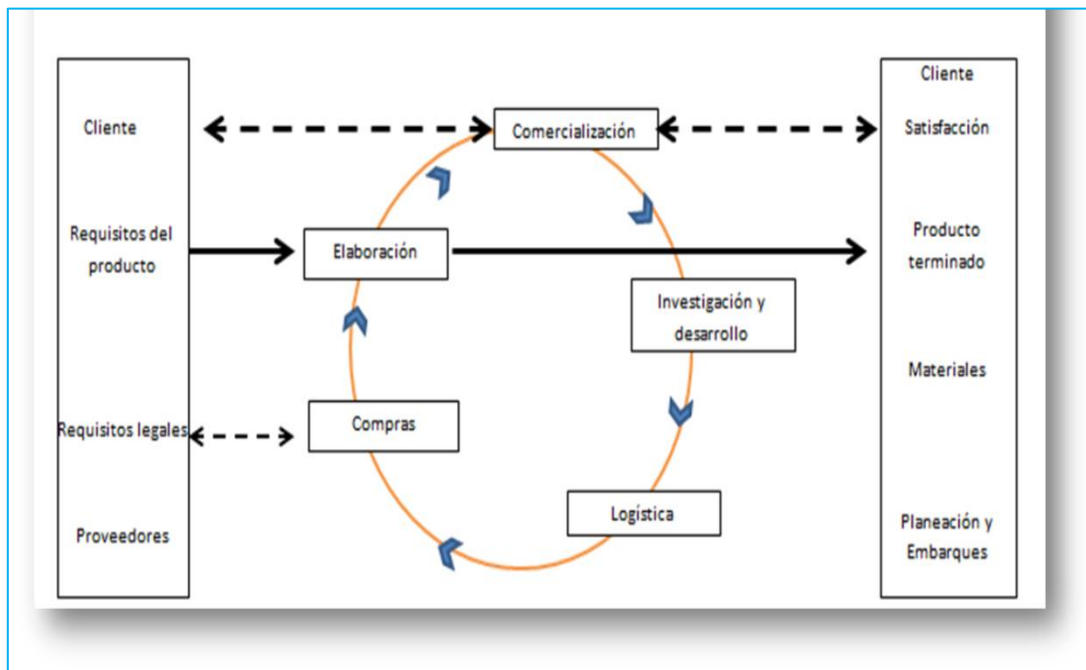 Cliente
Requisitos del
producto
Requisitos legales
Proveedores
Comercialización
Elaboración
Investigación y
desarrollo
Compras
Logística
Cliente
Satisfacción
Producto
terminado
Materiales
Planeación y
Embarques